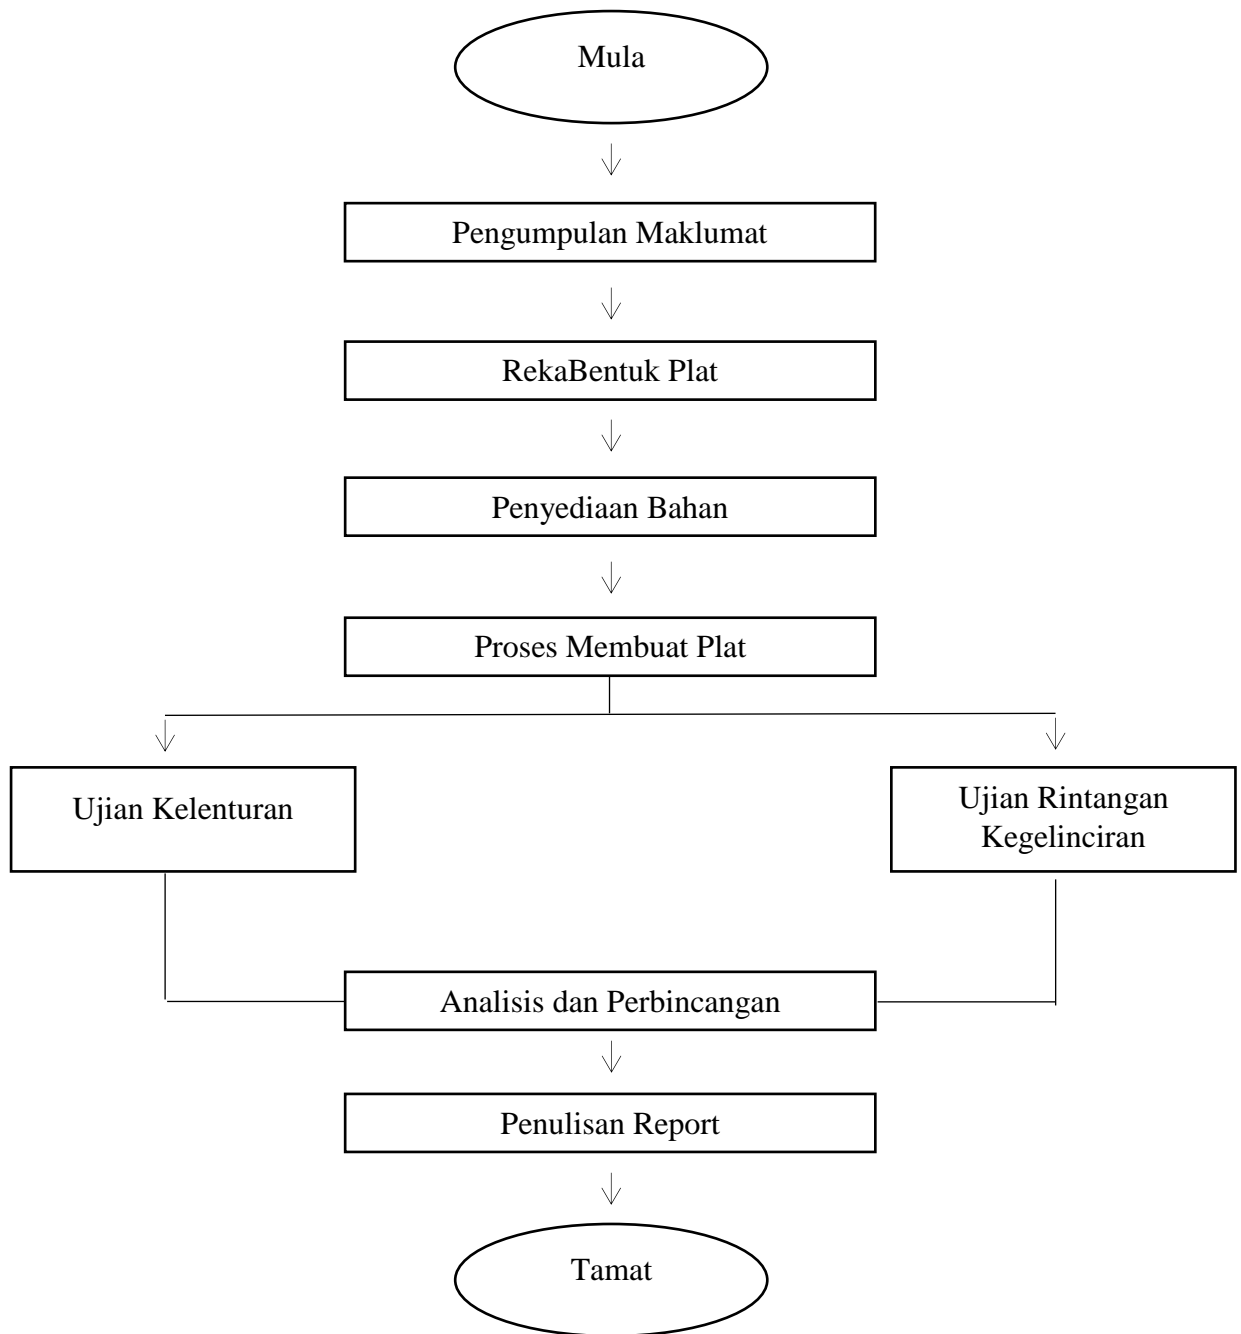 Mula
Pengumpulan Maklumat
RekaBentuk Plat
Penyediaan Bahan
Proses Membuat Plat
Ujian Kelenturan
Ujian Rintangan
Kegelinciran
Analisis dan Perbincangan
Penulisan Report
Tamat